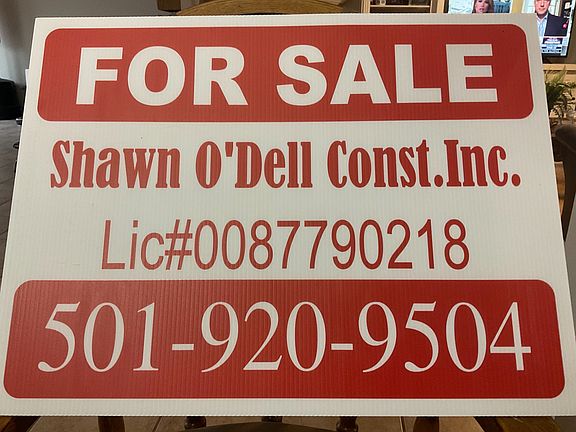 FOR SALE
Shawn O'Dell Const.Inc.
Lic#0087790218
501-920-9504